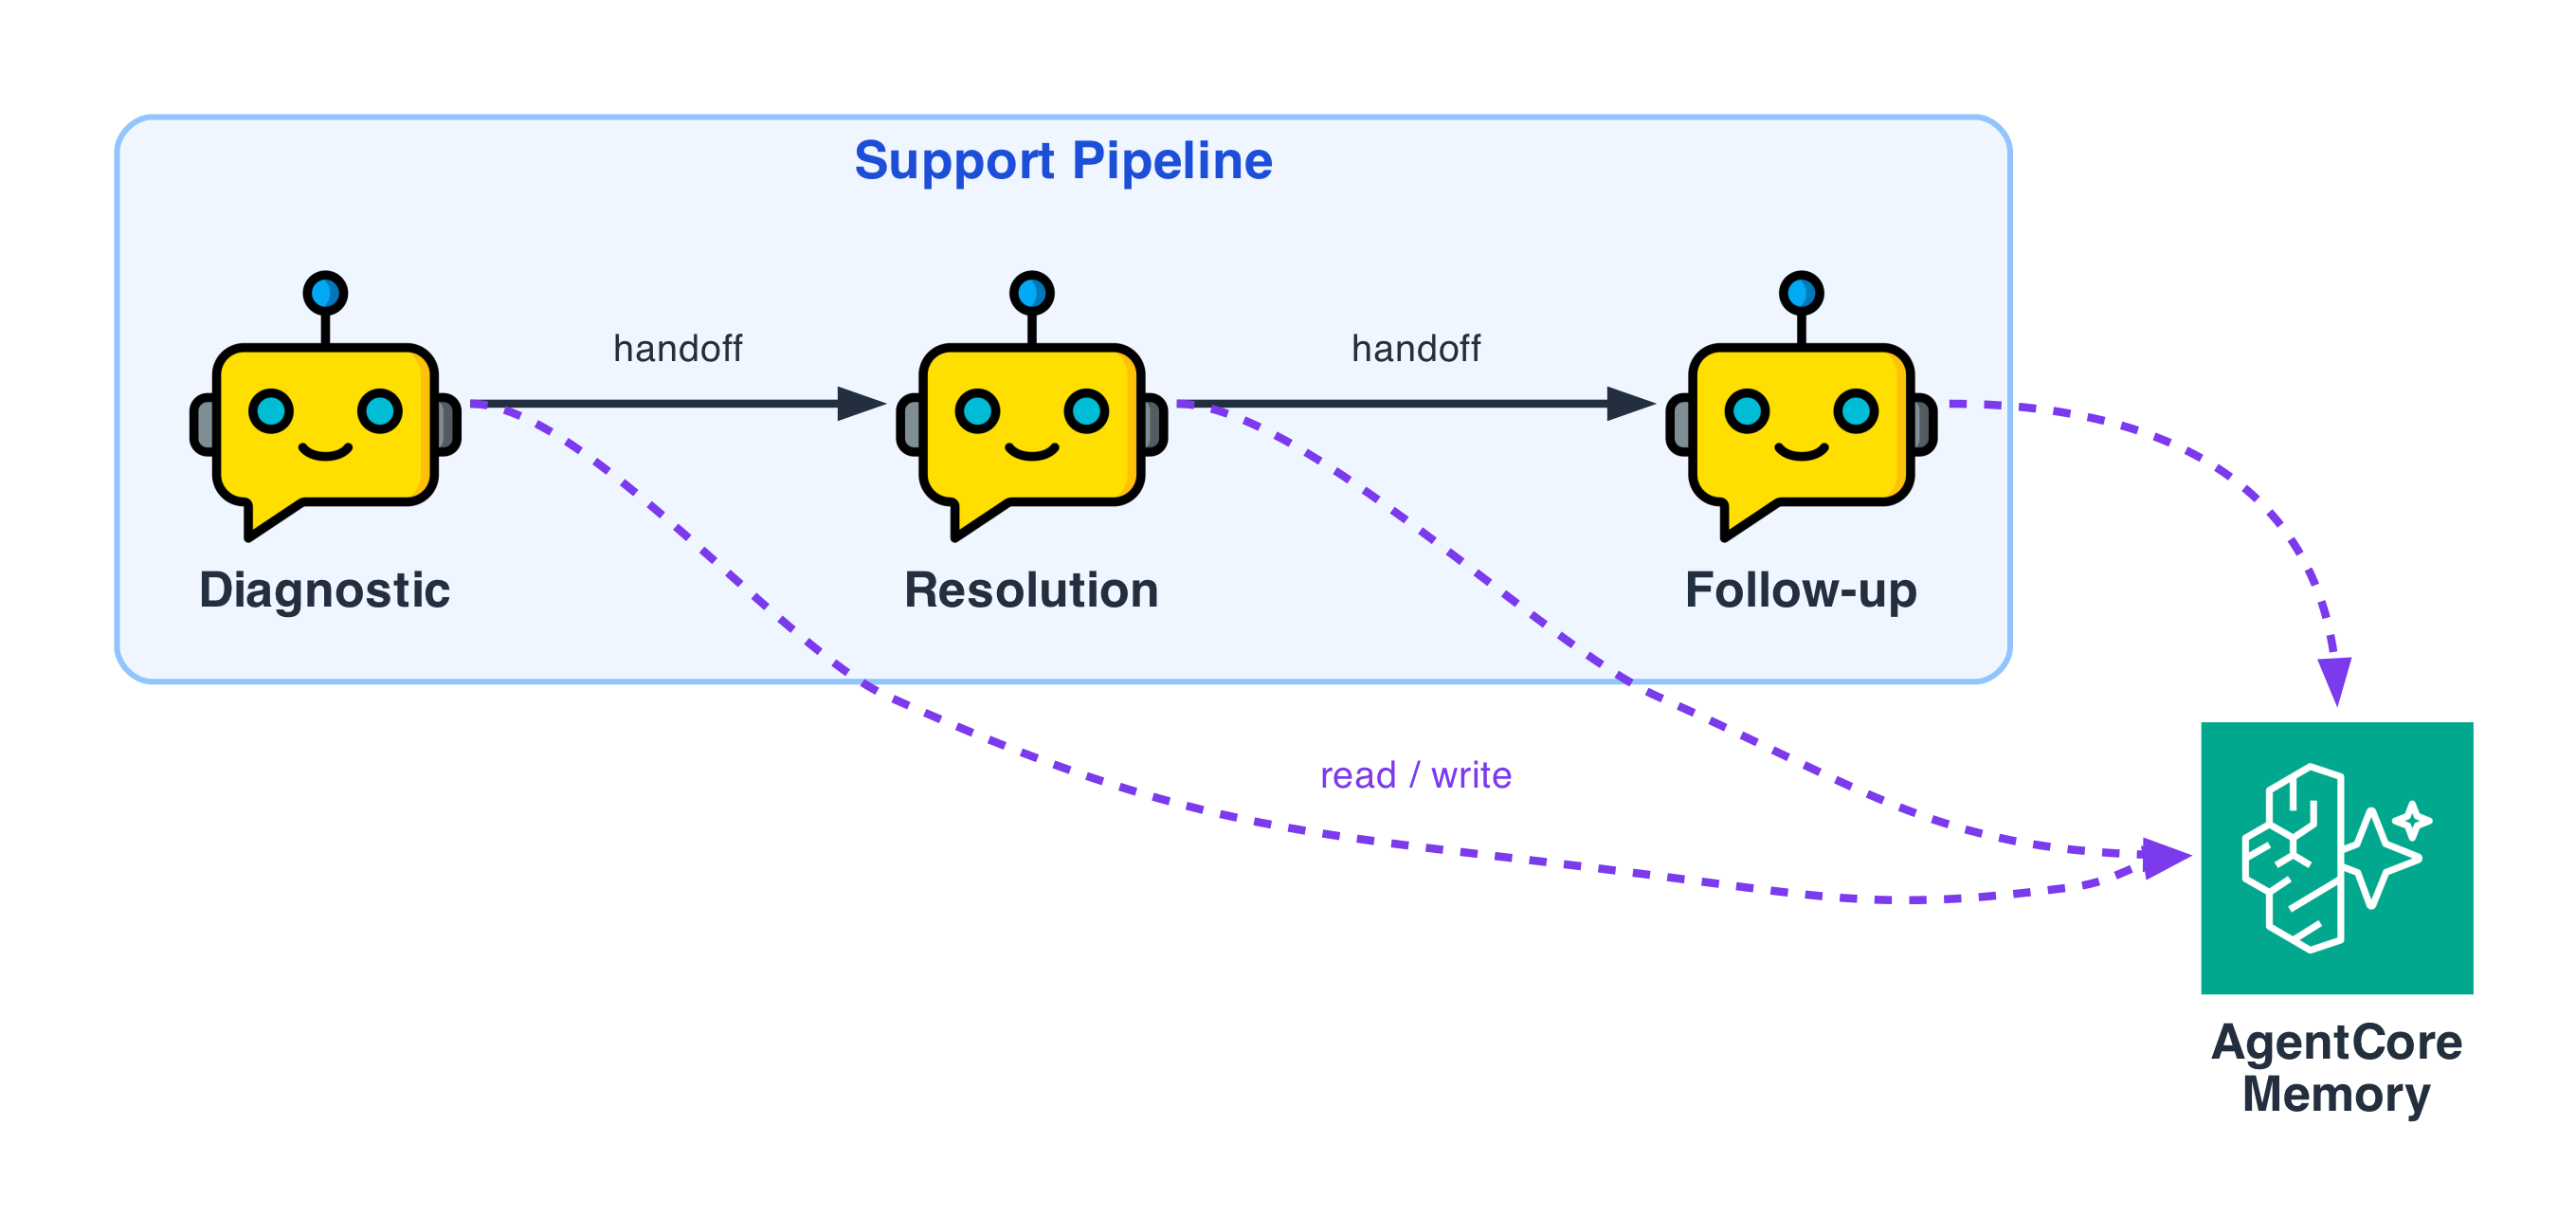 Support Pipeline
handoff
handoff
Diagnostic
Resolution
Follow-up
read / write
AgentCore
Memory